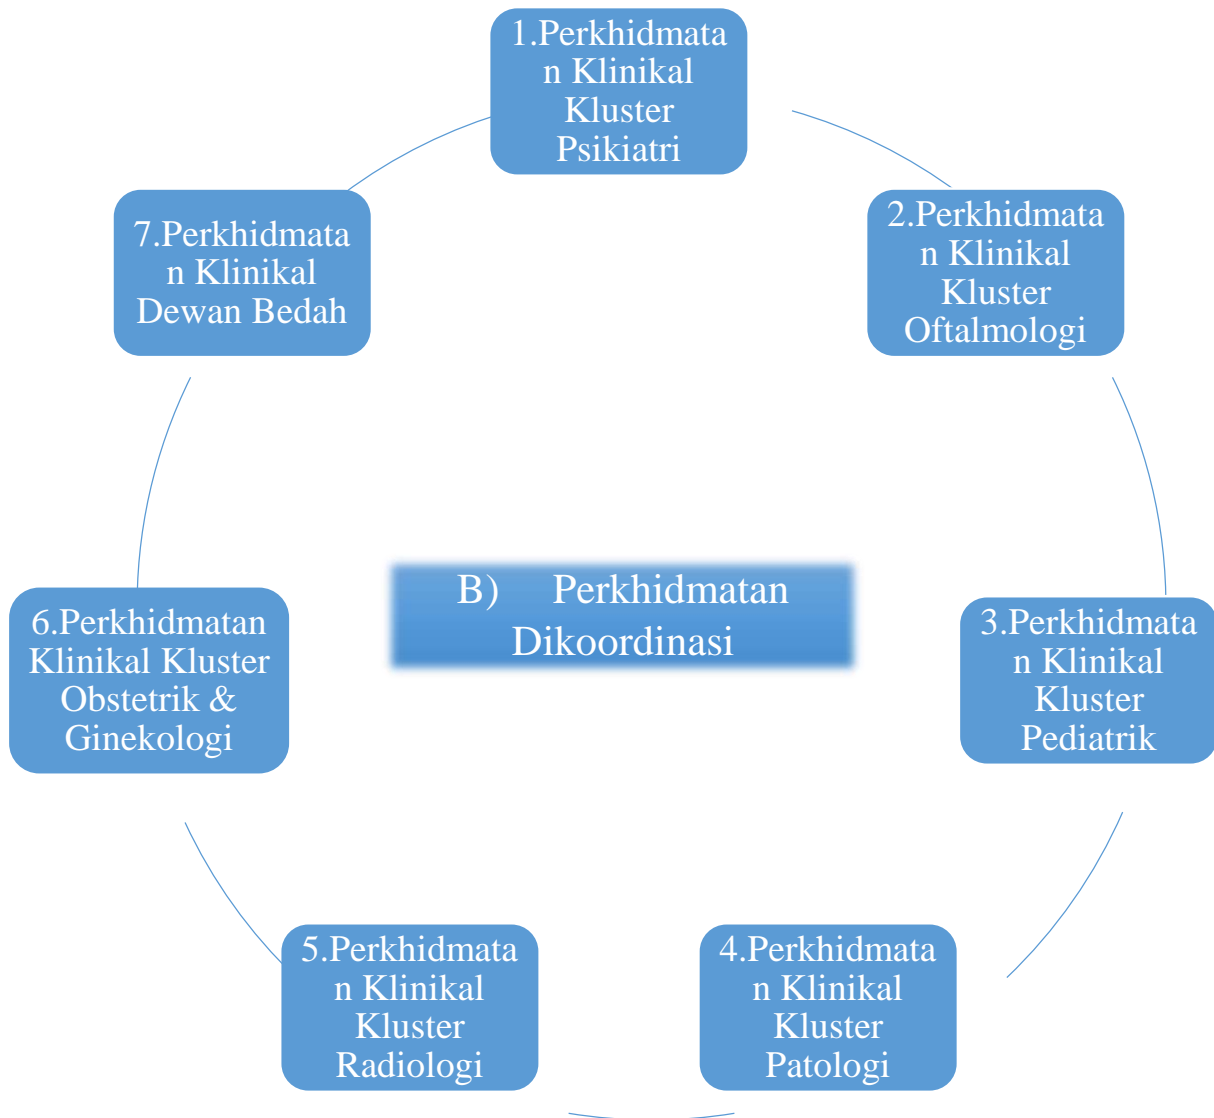 1.Perkhidmata
n Klinikal
Kluster
Psikiatri
2.Perkhidmata
n Klinikal
Kluster
Oftalmologi
3.Perkhidmata
n Klinikal
Kluster
Pediatrik
4.Perkhidmata
n Klinikal
Kluster
Patologi
5.Perkhidmata
n Klinikal
Kluster
Radiologi
6.Perkhidmatan
Klinikal Kluster
Obstetrik &
Ginekologi
7.Perkhidmata
n Klinikal
Dewan Bedah
B) Perkhidmatan
Dikoordinasi